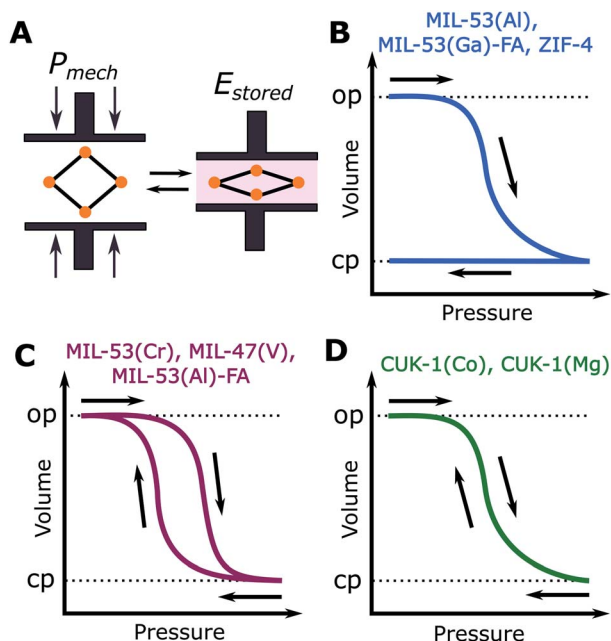 A
P_mech
E_stored
B
MIL-53(Al),
MIL-53(Ga)-FA, ZIF-4
op
Volume
cp
Pressure
C
MIL-53(Cr), MIL-47(V),
MIL-53(Al)-FA
op
Volume
cp
Pressure
D
CUK-1(Co), CUK-1(Mg)
op
Volume
cp
Pressure